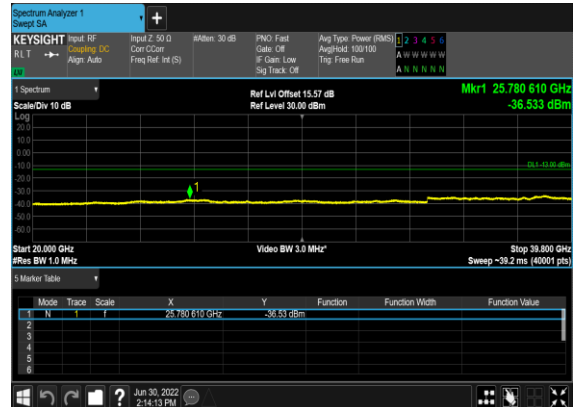 Spectrum Analyzer 1
Swept SA
+
KEYSIGHT Input: RF Input Z: 50 Ω #Atten: 30 dB PNO: Fast Avg Type: Power (RMS) 1 2 3 4 5 6
RLT Coupling: DC Corr CCorr Gate: Off Avg|Hold: 100/100 A W W W W W
Align: Auto Freq Ref: Int (S) IF Gain: Low Trig: Free Run
Sig Track: Off A N N N N N
1 Spectrum Ref Lvl Offset 15.57 dB Mkr1 25.780 610 GHz
Scale/Div 10 dB Ref Level 30.00 dBm -36.533 dBm
Log
20.0
10.0
0.00
-10.0 DL1 -13.00 dBm
-20.0
-30.0 1
-40.0
-50.0
-60.0
Start 20.000 GHz Video BW 3.0 MHz* Stop 39.800 GHz
#Res BW 1.0 MHz Sweep ~39.2 ms (40001 pts)
5 Marker Table
Mode Trace Scale X Y Function Function Width Function Value
1 N 1 f 25.780 610 GHz -36.53 dBm
2
3
4
5
6
? Jun 30, 2022
2:14:13 PM